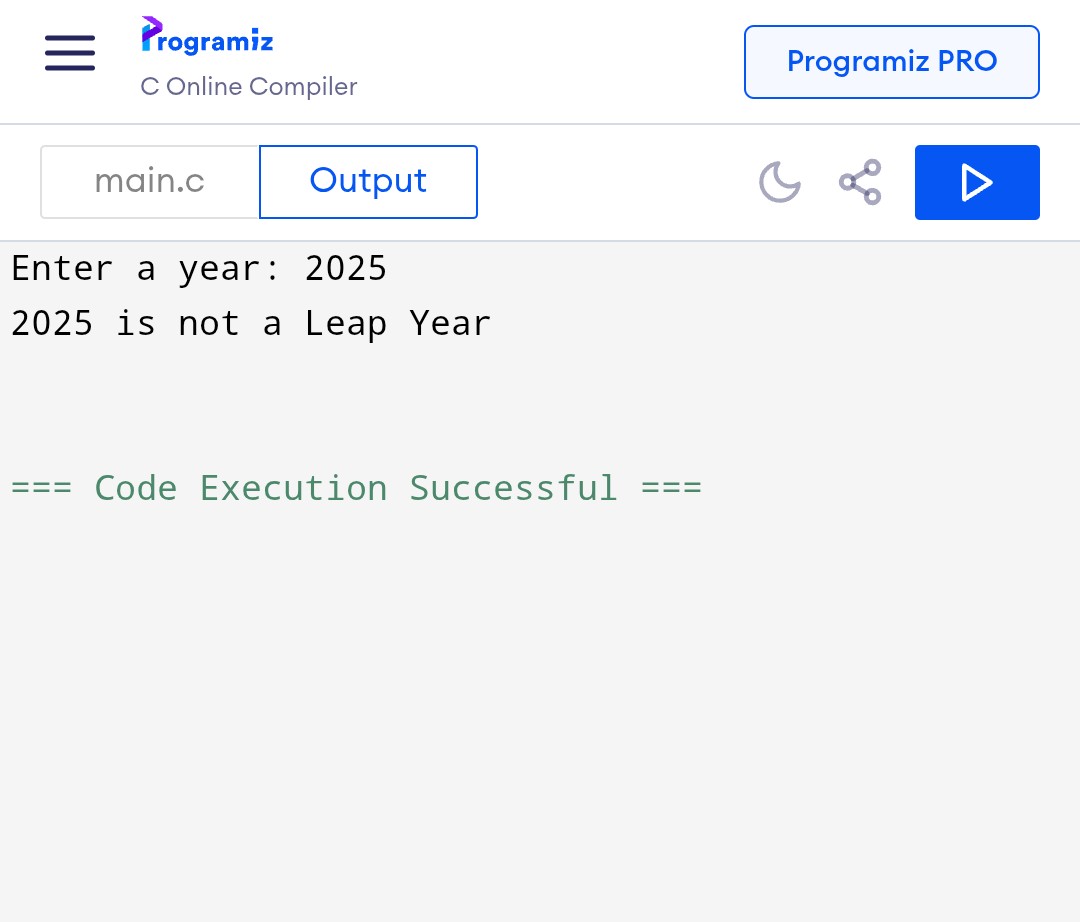 Programiz
C Online Compiler
Programiz PRO
main.c
Output
Enter a year: 2025
2025 is not a Leap Year
=== Code Execution Successful ===